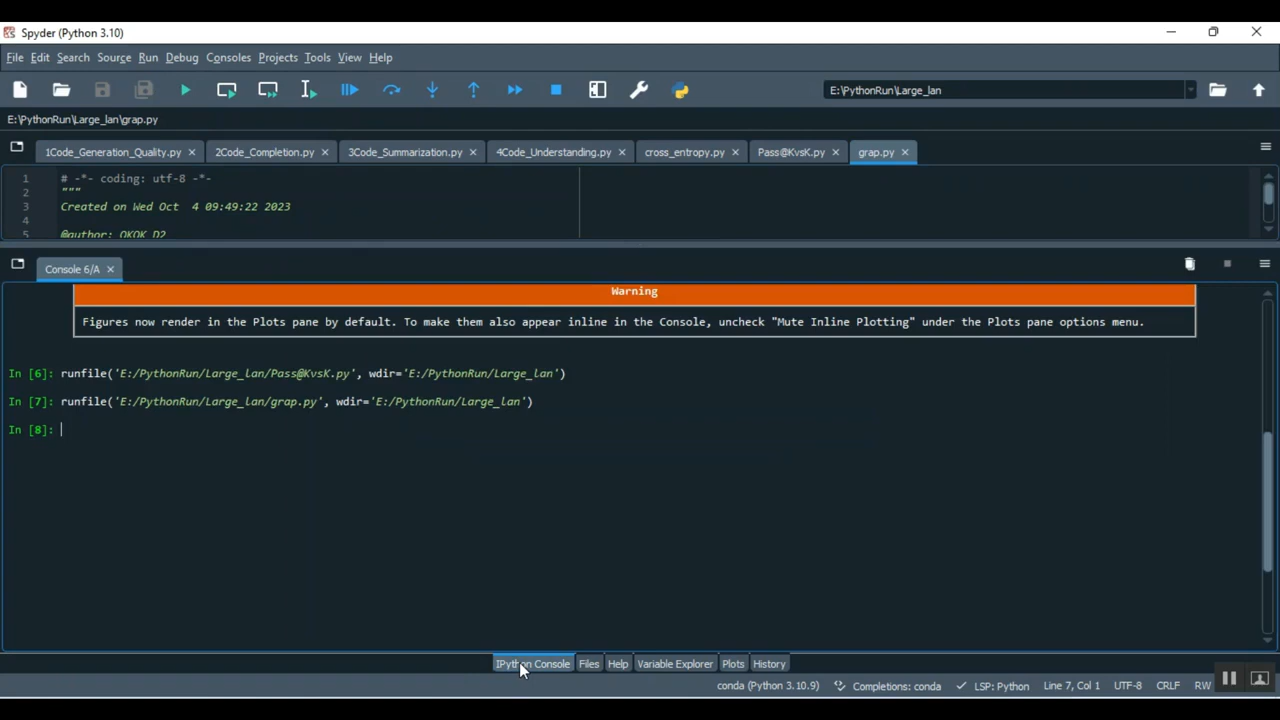 Spyder (Python 3.10)
File Edit Search Source Run Debug Consoles Projects Tools View Help
E:\PythonRun\Large_lan
E:\PythonRun\Large_lan\grap.py
1Code_Generation_Quality.py 2Code_Completion.py 3Code_Summarization.py 4Code_Understanding.py cross_entropy.py Pass@KvsK.py grap.py
1 # -*- coding: utf-8 -*-
2 """
3 Created on Wed Oct  4 09:49:22 2023
4
5 @author: OKOK D2
Console 6/A
Warning
Figures now render in the Plots pane by default. To make them also appear inline in the Console, uncheck "Mute Inline Plotting" under the Plots pane options menu.
In [6]: runfile('E:/PythonRun/Large_lan/Pass@KvsK.py', wdir='E:/PythonRun/Large_lan')
In [7]: runfile('E:/PythonRun/Large_lan/grap.py', wdir='E:/PythonRun/Large_lan')
In [8]:
IPython Console Files Help Variable Explorer Plots History
conda (Python 3.10.9) Completions: conda LSP: Python Line 7, Col 1 UTF-8 CRLF RW